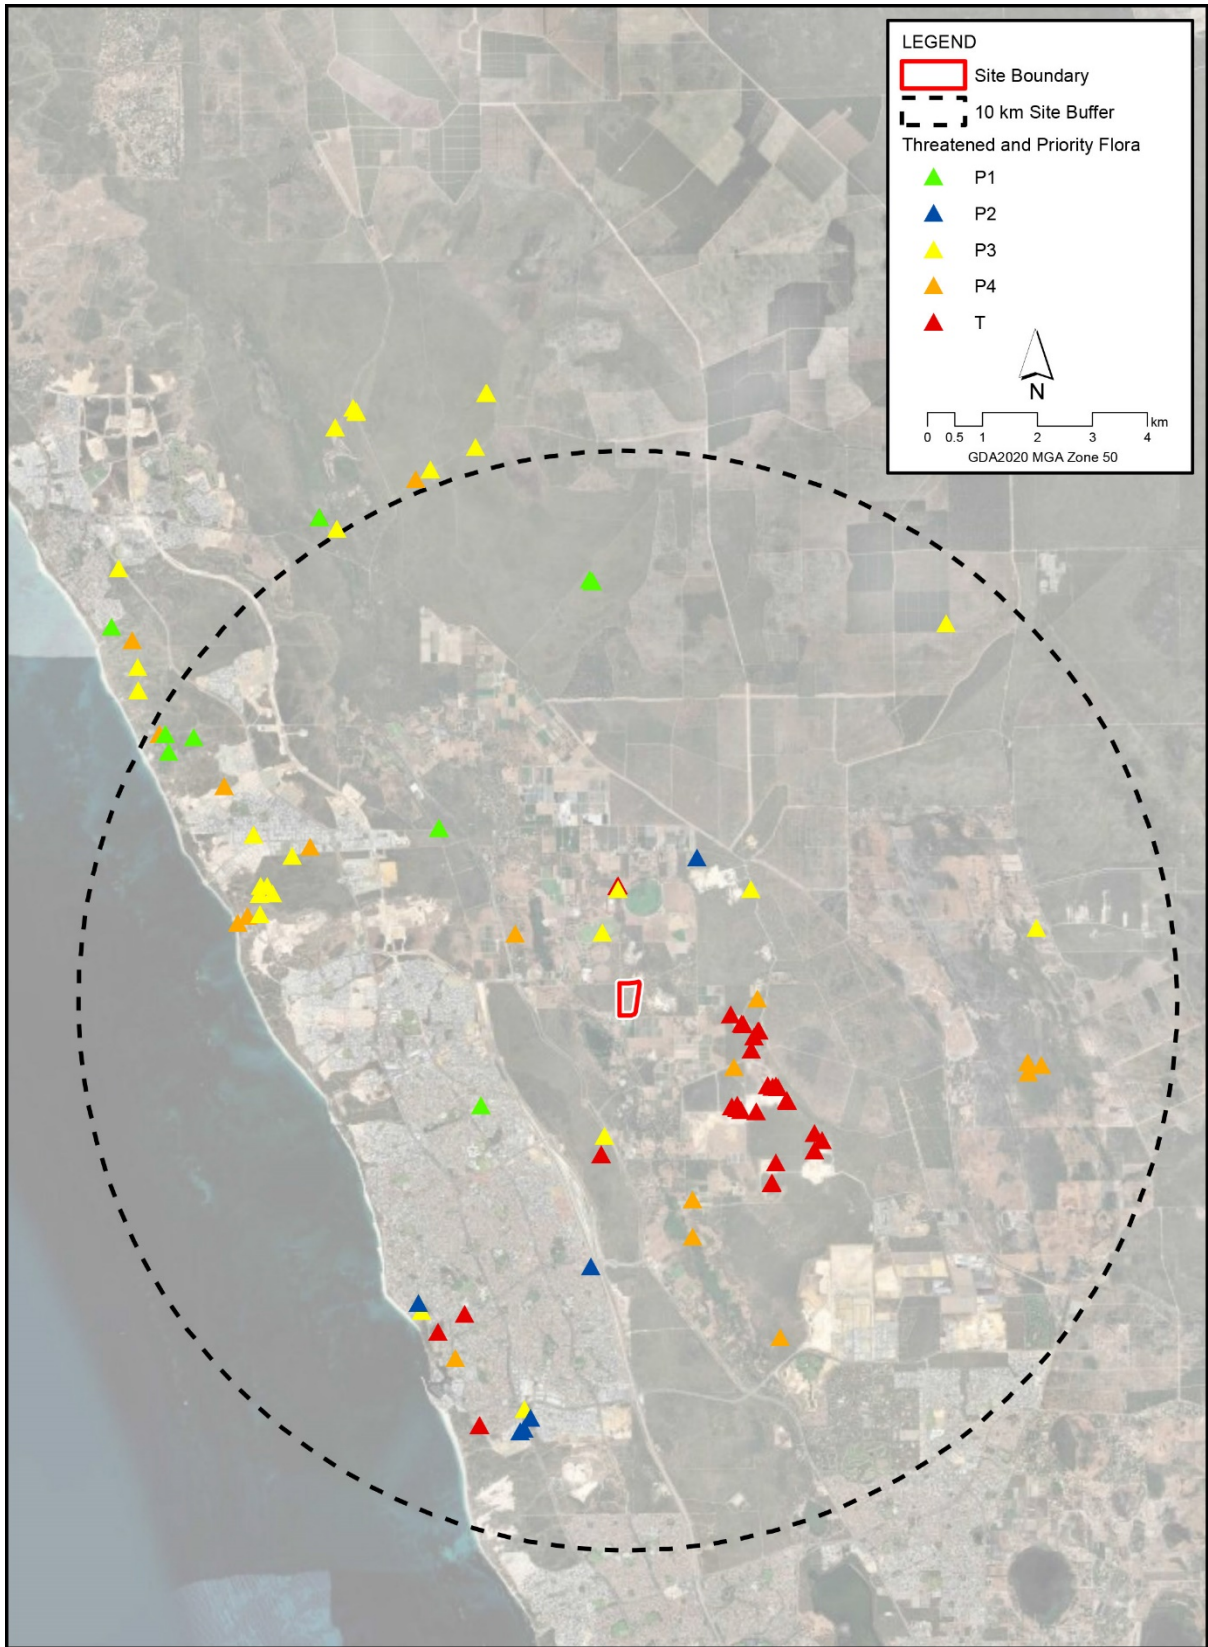 LEGEND
Site Boundary
10 km Site Buffer
Threatened and Priority Flora
P1
P2
P3
P4
T
N
km
0 0.5 1 2 3 4
GDA2020 MGA Zone 50